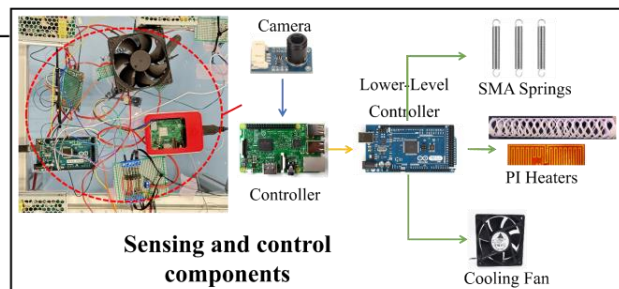 Camera
Lower-Level
Controller
SMA Springs
Controller
PI Heaters
Sensing and control
components
Cooling Fan